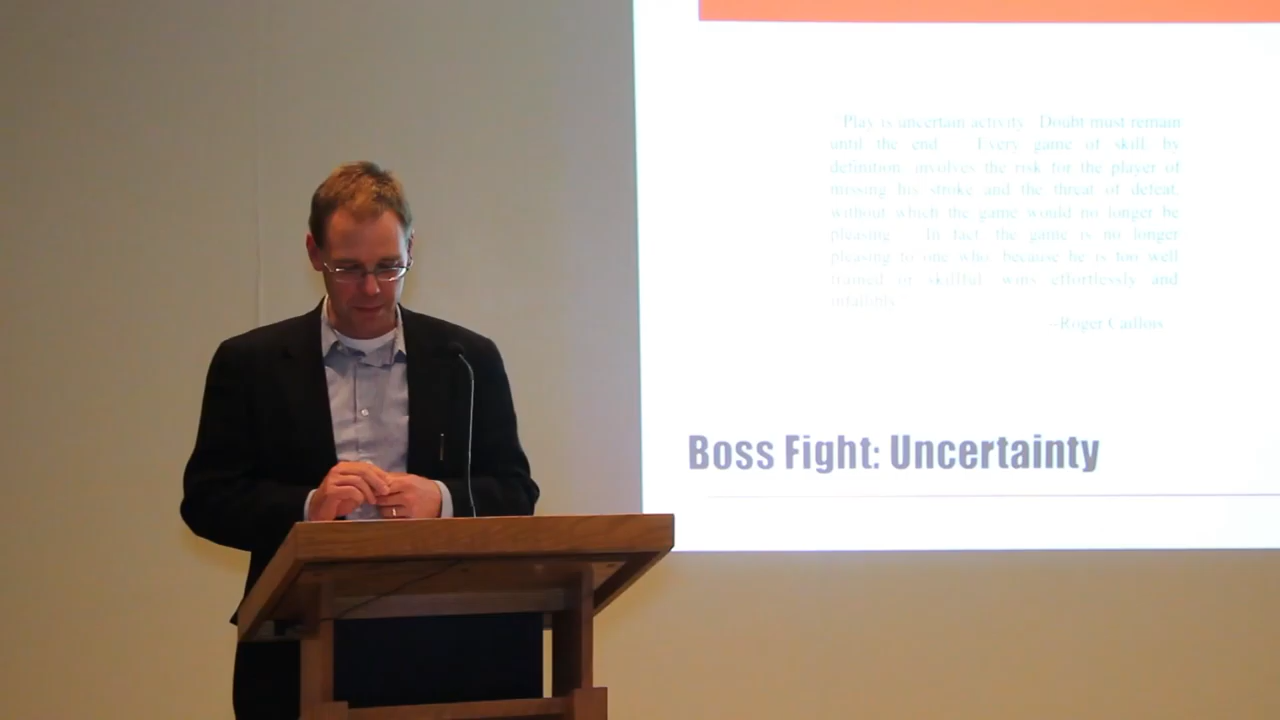 Play is uncertain activity. Doubt must remain
until the end. Every game of skill, by
definition, involves the risk for the player of
missing his stroke and the threat of defeat,
without which the game would no longer be
pleasing. In fact, the game is no longer
pleasing to one who, because he is too well
trained or skillful, wins effortlessly and
--Roger Caillois
Boss Fight: Uncertainty